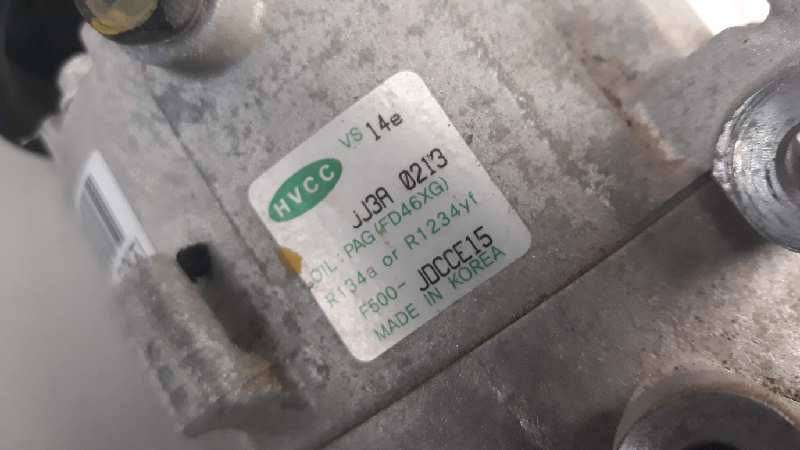 HVCC VS 14e
JJ3A 0213
OIL: PAG(FD46XG)
R134a or R1234yf
F500-JDCCE15
MADE IN KOREA